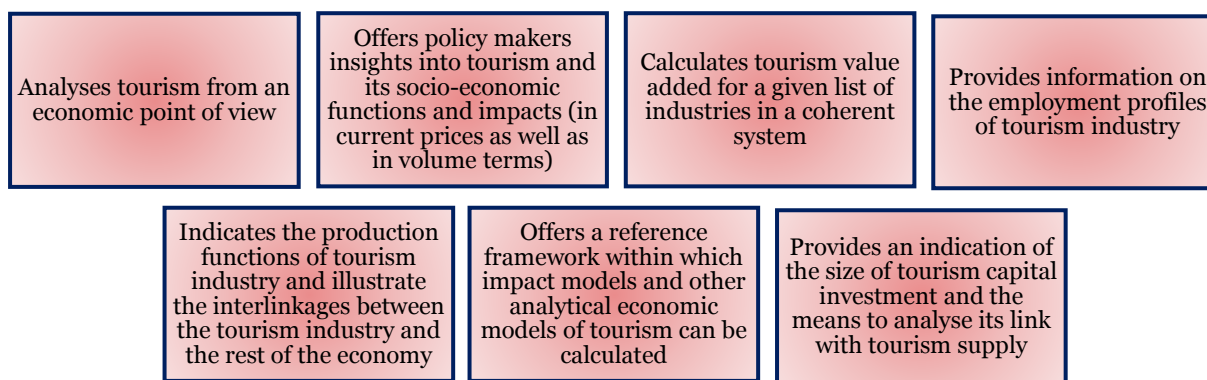 Analyses tourism from an
economic point of view
Offers policy makers
insights into tourism and
its socio-economic
functions and impacts (in
current prices as well as
in volume terms)
Calculates tourism value
added for a given list of
industries in a coherent
system
Provides information on
the employment profiles
of tourism industry
Indicates the production
functions of tourism
industry and illustrate
the interlinkages between
the tourism industry and
the rest of the economy
Offers a reference
framework within which
impact models and other
analytical economic
models of tourism can be
calculated
Provides an indication of
the size of tourism capital
investment and the
means to analyse its link
with tourism supply